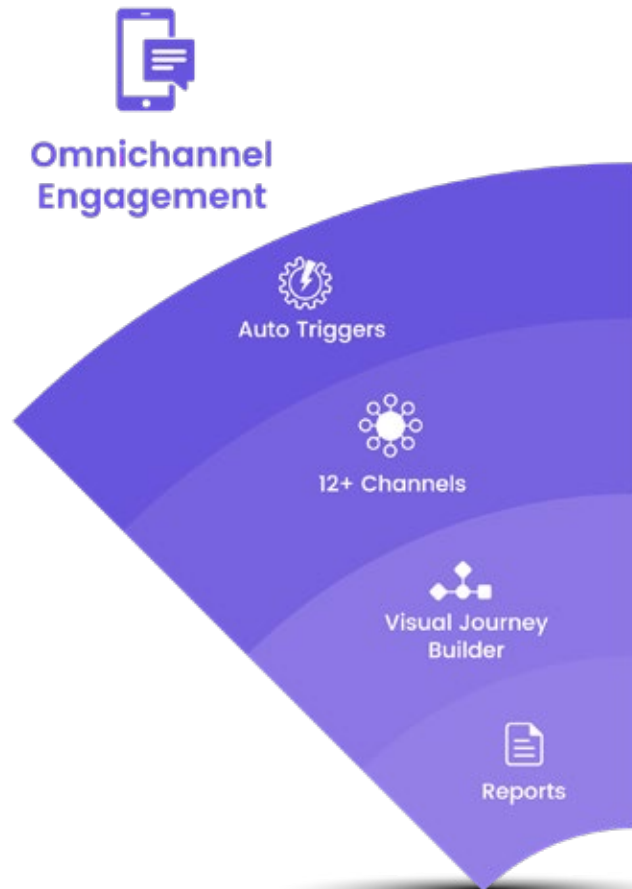 Omnichannel
Engagement
Auto Triggers
12+ Channels
Visual Journey
Builder
Reports